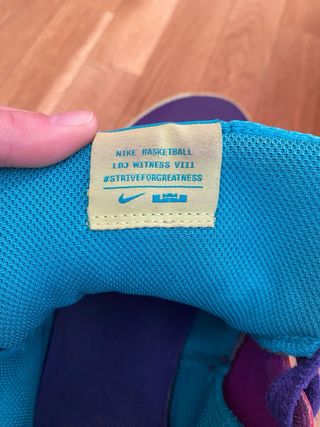 NIKE BASKETBALL
LBJ WITNESS VIII
#STRIVEFORGREATNESS